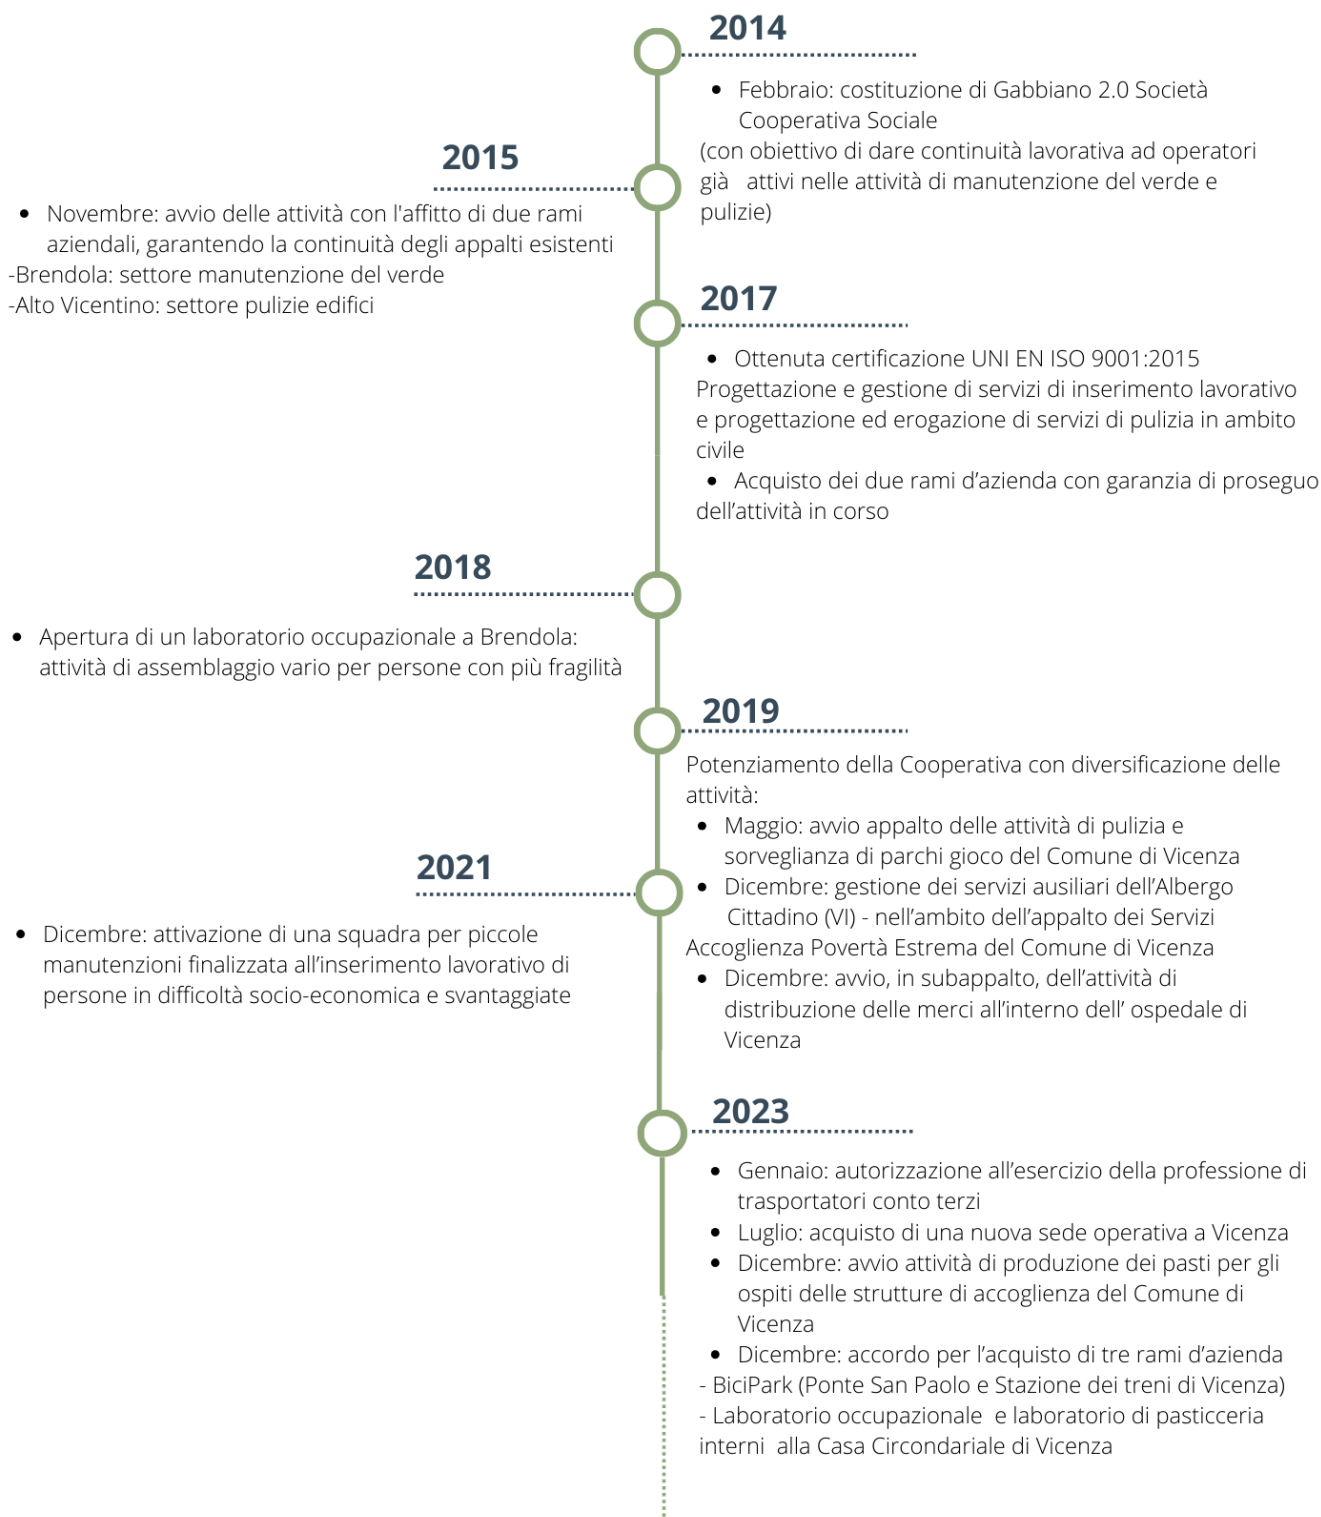 2014
• Febbraio: costituzione di Gabbiano 2.0 Società
Cooperativa Sociale
(con obiettivo di dare continuità lavorativa ad operatori
già attivi nelle attività di manutenzione del verde e
pulizie)
2015
• Novembre: avvio delle attività con l'affitto di due rami
aziendali, garantendo la continuità degli appalti esistenti
-Brendola: settore manutenzione del verde
-Alto Vicentino: settore pulizie edifici
2017
• Ottenuta certificazione UNI EN ISO 9001:2015
Progettazione e gestione di servizi di inserimento lavorativo
e progettazione ed erogazione di servizi di pulizia in ambito
civile
• Acquisto dei due rami d’azienda con garanzia di proseguo
dell’attività in corso
2018
• Apertura di un laboratorio occupazionale a Brendola:
attività di assemblaggio vario per persone con più fragilità
2019
Potenziamento della Cooperativa con diversificazione delle
attività:
• Maggio: avvio appalto delle attività di pulizia e
sorveglianza di parchi gioco del Comune di Vicenza
• Dicembre: gestione dei servizi ausiliari dell’Albergo
Cittadino (VI) - nell’ambito dell’appalto dei Servizi
Accoglienza Povertà Estrema del Comune di Vicenza
• Dicembre: avvio, in subappalto, dell’attività di
distribuzione delle merci all’interno dell’ ospedale di
Vicenza
2021
• Dicembre: attivazione di una squadra per piccole
manutenzioni finalizzata all’inserimento lavorativo di
persone in difficoltà socio-economica e svantaggiate
2023
• Gennaio: autorizzazione all’esercizio della professione di
trasportatori conto terzi
• Luglio: acquisto di una nuova sede operativa a Vicenza
• Dicembre: avvio attività di produzione dei pasti per gli
ospiti delle strutture di accoglienza del Comune di
Vicenza
• Dicembre: accordo per l’acquisto di tre rami d’azienda
- BiciPark (Ponte San Paolo e Stazione dei treni di Vicenza)
- Laboratorio occupazionale e laboratorio di pasticceria
interni alla Casa Circondariale di Vicenza